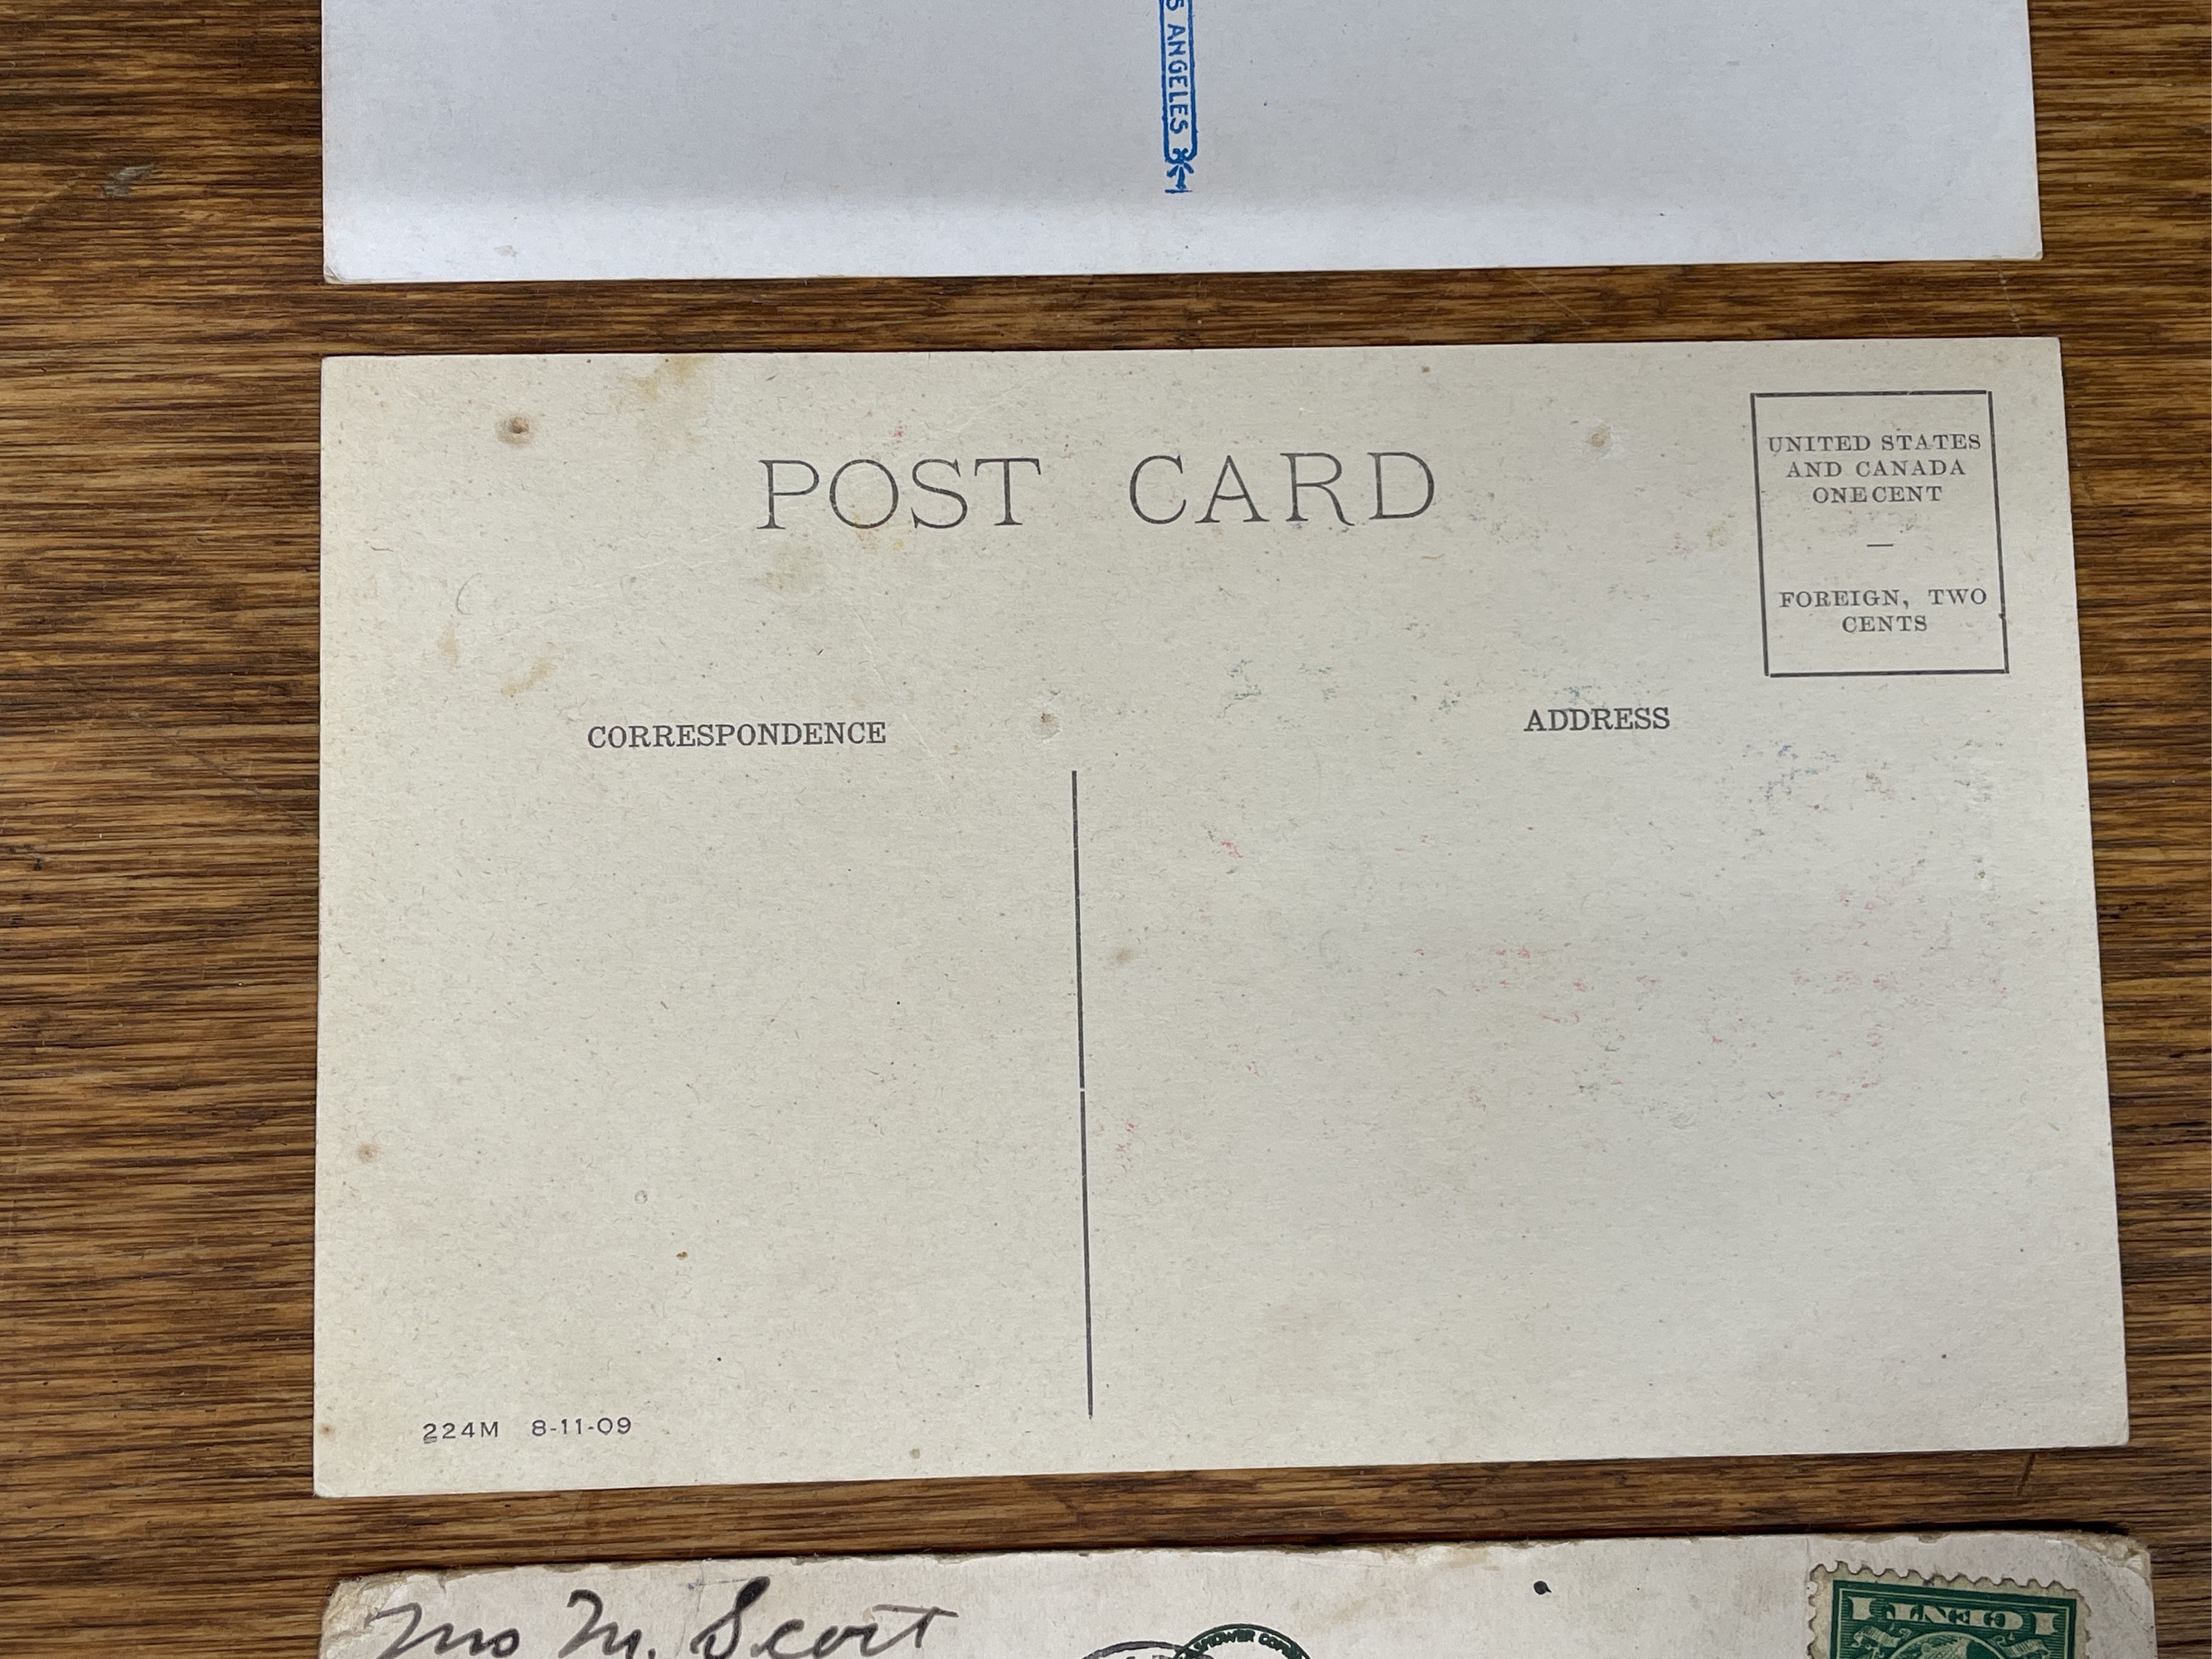 S ANGELES
POST CARD
UNITED STATES
AND CANADA
ONE CENT
—
FOREIGN, TWO
CENTS
CORRESPONDENCE
ADDRESS
224M 8-11-09
M. Scott